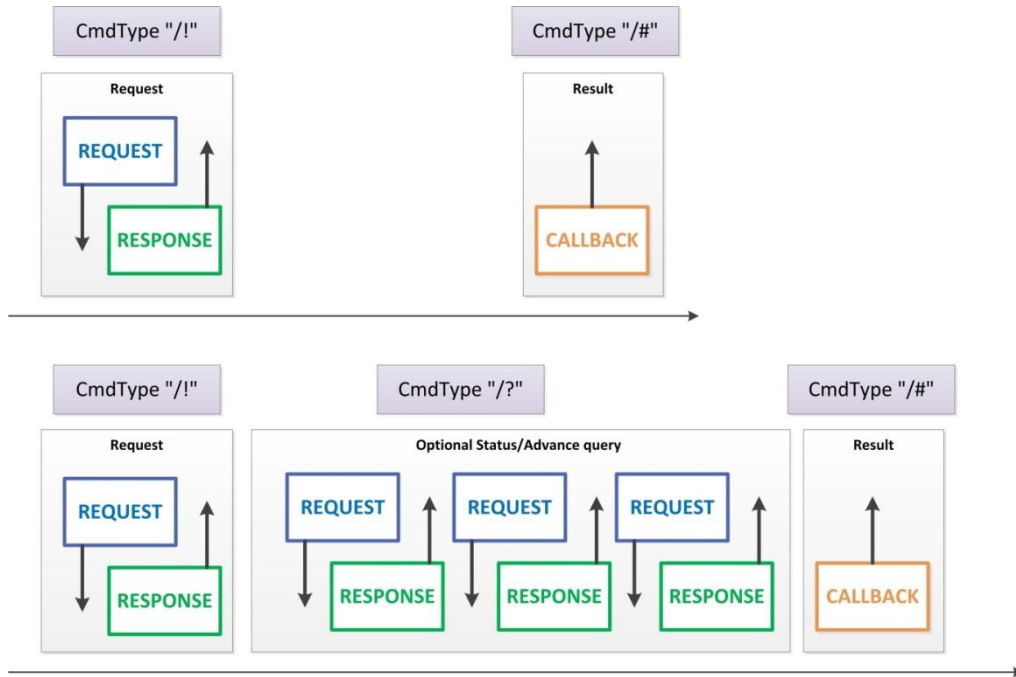 CmdType "/!"
CmdType "/#"
Request
Result
REQUEST
RESPONSE
CALLBACK
CmdType "/!"
CmdType "/?"
CmdType "/#"
Request
Optional Status/Advance query
Result
REQUEST
REQUEST
REQUEST
REQUEST
RESPONSE
RESPONSE
RESPONSE
RESPONSE
CALLBACK